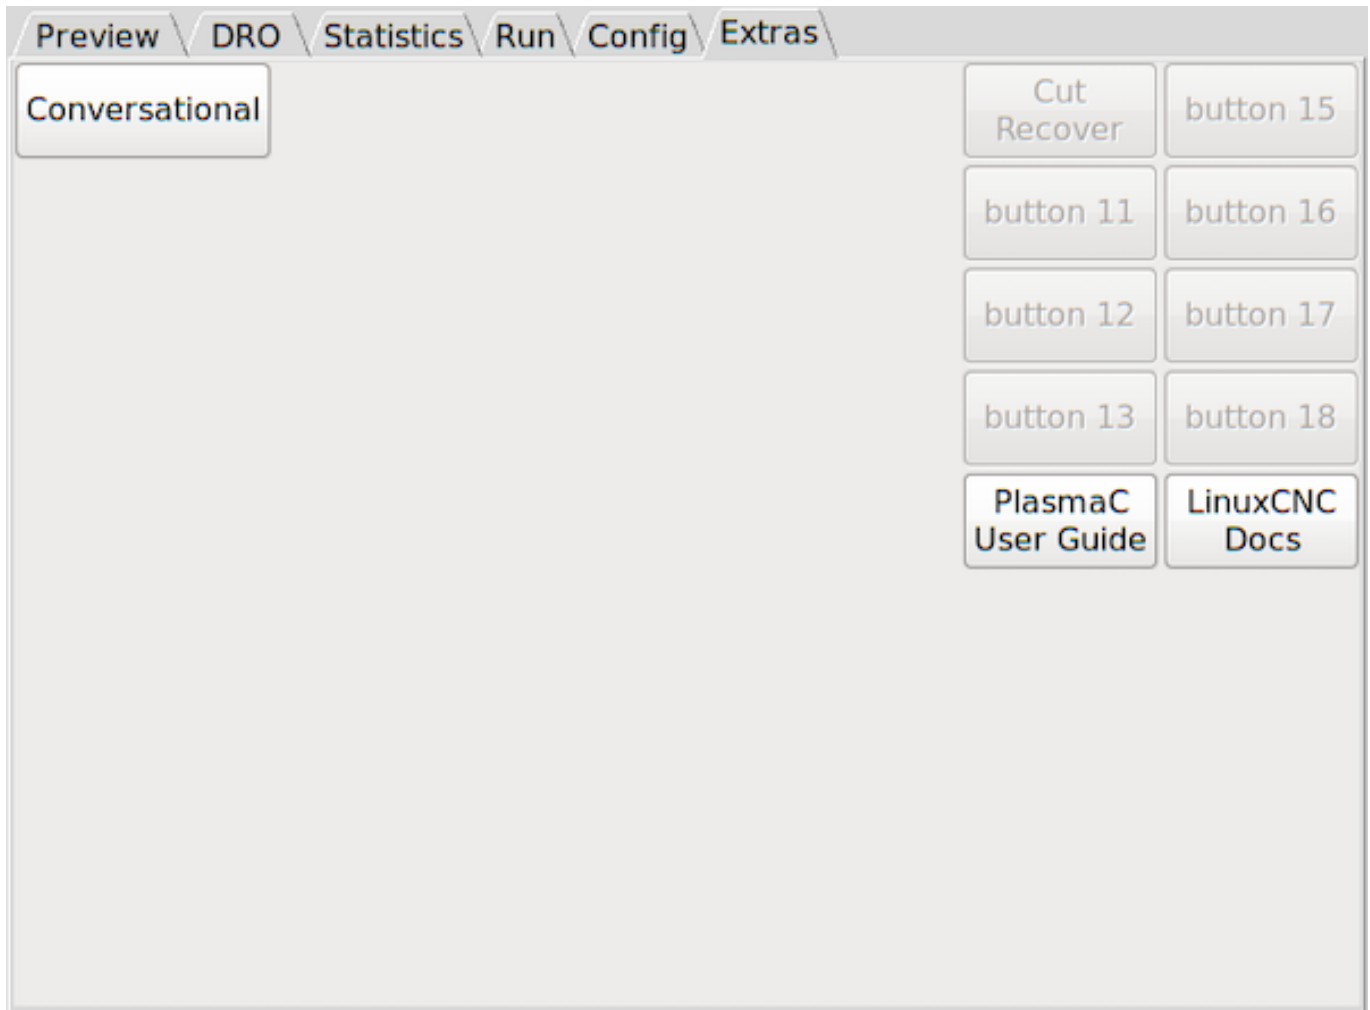 Preview
DRO
Statistics
Run
Config
Extras
Conversational
Cut
Recover
button 15
button 11
button 16
button 12
button 17
button 13
button 18
PlasmaC
User Guide
LinuxCNC
Docs